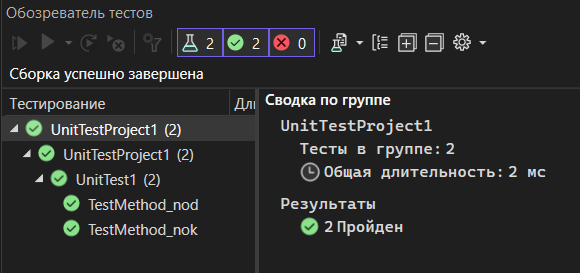 Обозреватель тестов
2 2 0
Сборка успешно завершена
Тестирование Дли
UnitTestProject1 (2)
UnitTestProject1 (2)
UnitTest1 (2)
TestMethod_nod
TestMethod_nok
Сводка по группе
UnitTestProject1
Тесты в группе: 2
Общая длительность: 2 мс
Результаты
2 Пройден